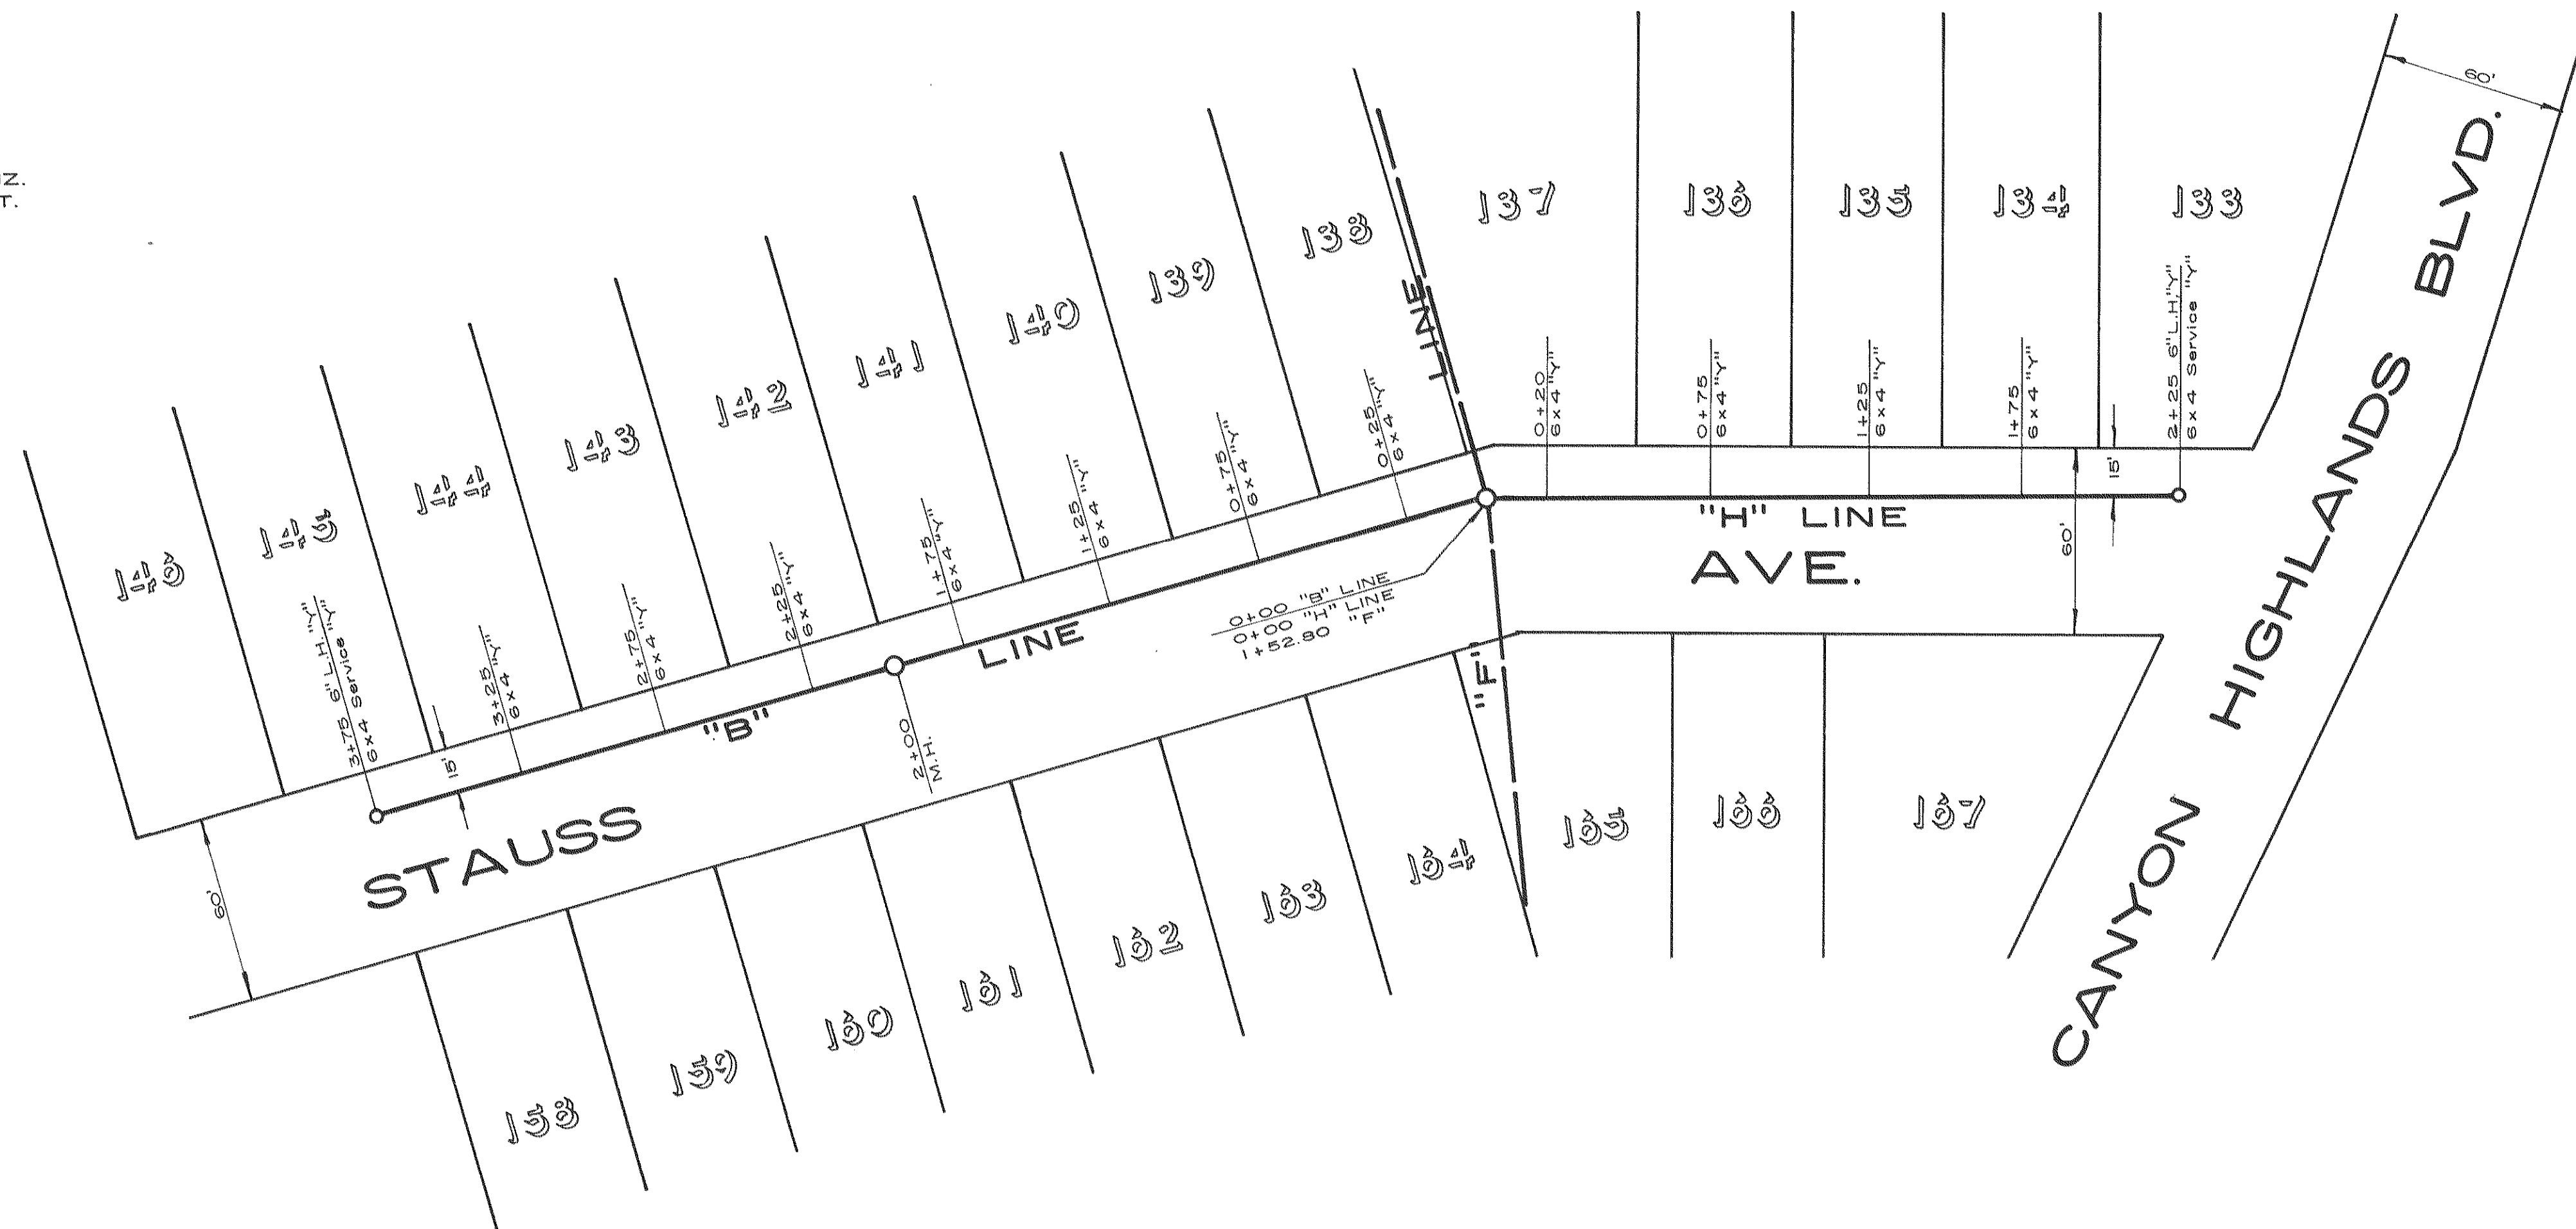 NZ.
T.
60'
137
136
135
134
133
138
139
140
141
142
143
144
145
146
LINE
0+20
6x4"Y"
0+75
6x4"Y"
1+25
6x4"Y"
1+75
6x4"Y"
2+25 6"L.H."Y"
6x4 Service "Y"
0+25
6x4"Y"
0+75
6x4"Y"
1+25
6x4"Y"
1+75
6x4"Y"
2+25
6x4"Y"
2+75
6x4"Y"
3+25
6x4"Y"
3+75 6"L.H."Y"
6x4 Service "Y"
15'
15'
60'
"H" LINE
AVE.
0+00 "B" LINE
0+00 "H" LINE
1+52.80 "F"
"B" LINE
2+00
M.H.
"F"
STAUSS
60'
158
159
160
161
162
163
164
165
166
167
CANYON HIGHLANDS BLVD.